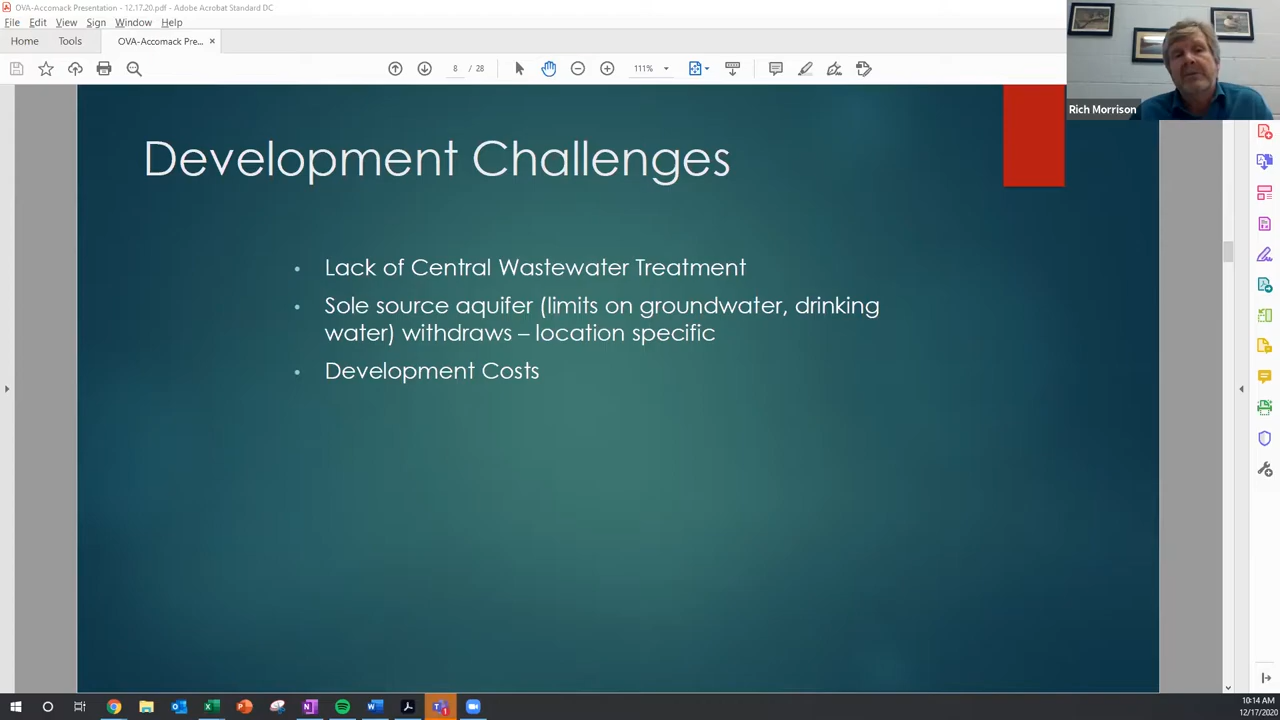 OVA-Accomack Presentation - 12.17.20.pdf - Adobe Acrobat Standard DC
File Edit View Sign Window Help
Home Tools OVA-Accomack Pre... ×
8 / 28 111%
Rich Morrison
Development Challenges
• Lack of Central Wastewater Treatment
• Sole source aquifer (limits on groundwater, drinking
water) withdraws – location specific
• Development Costs
10:14 AM
12/17/2020